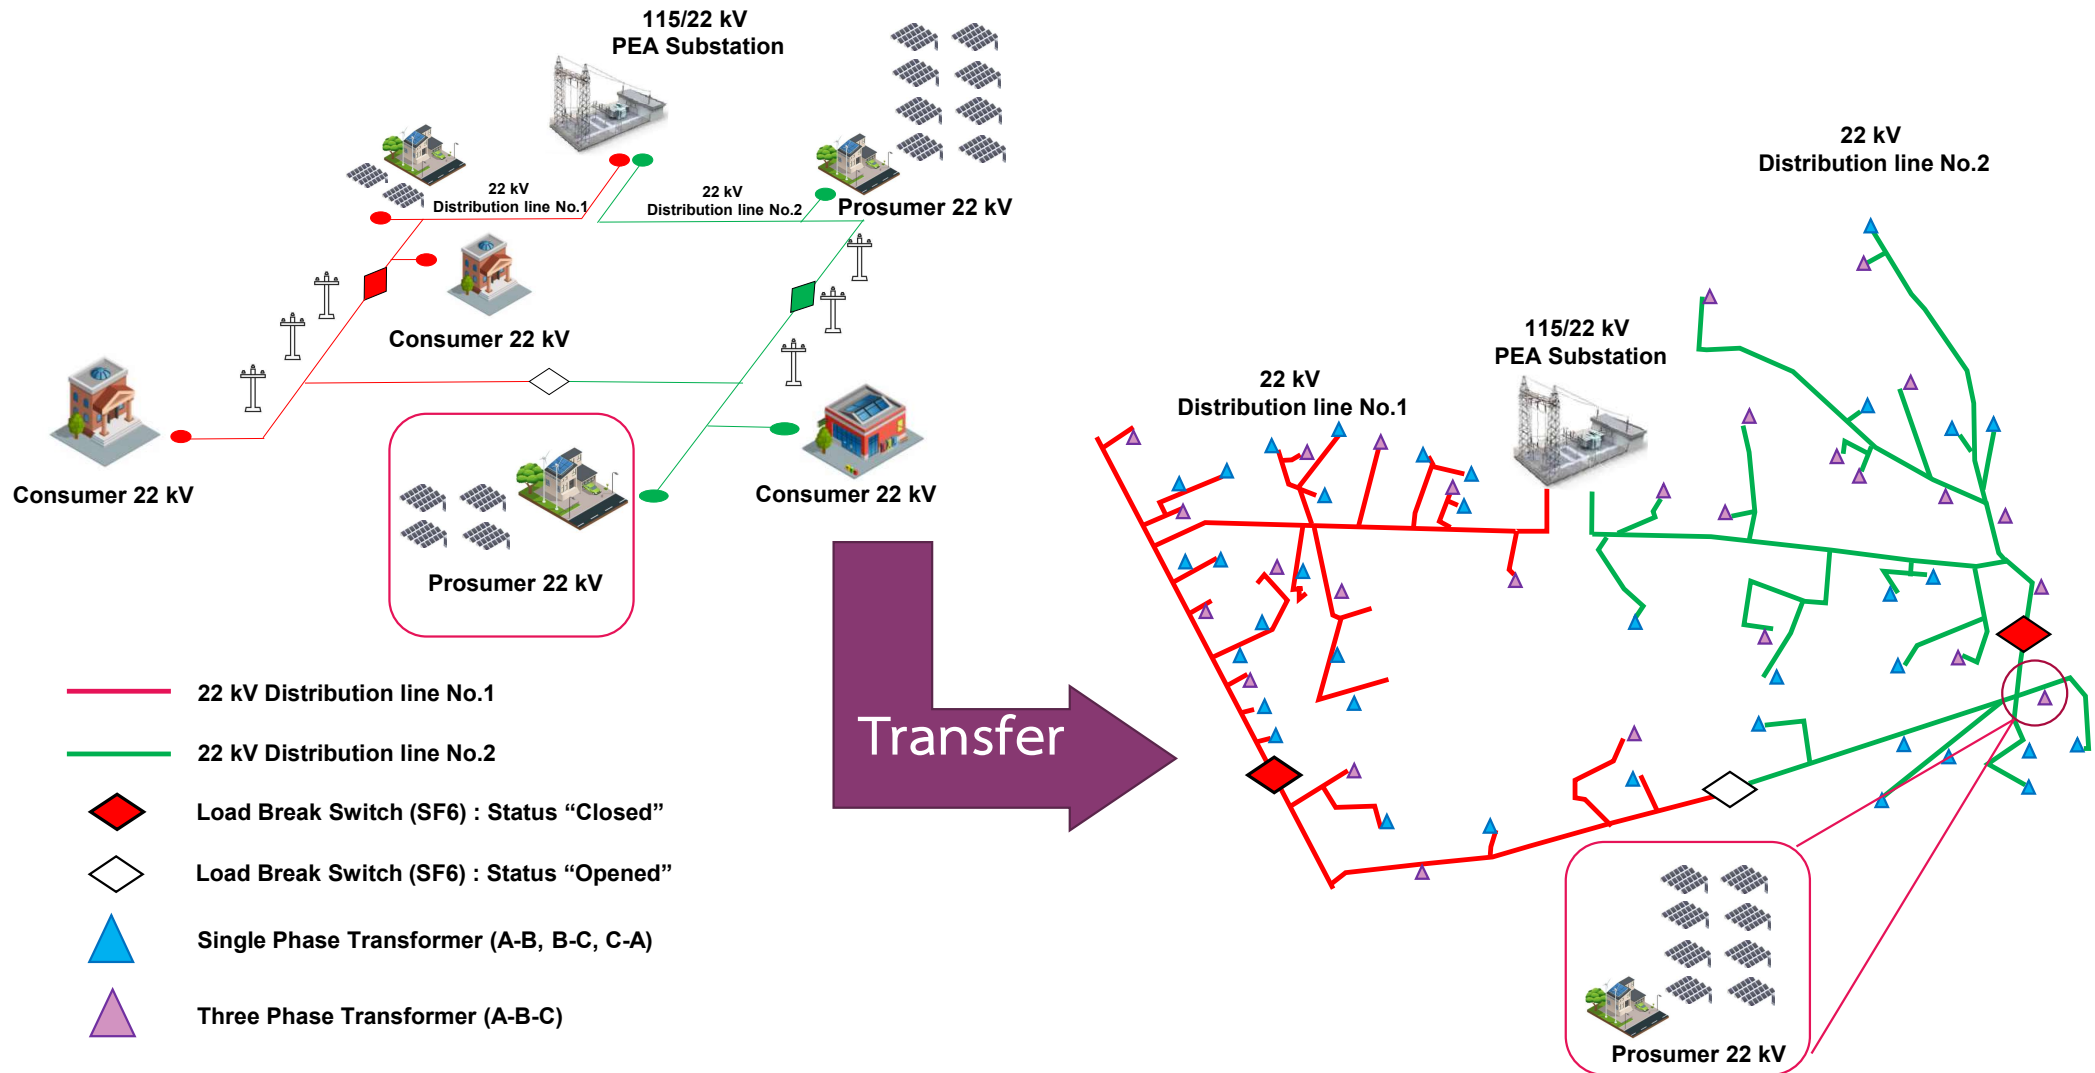 115/22 kV
PEA Substation
22 kV
Distribution line No.1
22 kV
Distribution line No.2
Prosumer 22 kV
Consumer 22 kV
Consumer 22 kV
Consumer 22 kV
Prosumer 22 kV
22 kV Distribution line No.1
22 kV Distribution line No.2
Load Break Switch (SF6) : Status “Closed”
Load Break Switch (SF6) : Status “Opened”
Single Phase Transformer (A-B, B-C, C-A)
Three Phase Transformer (A-B-C)
Transfer
22 kV
Distribution line No.2
115/22 kV
PEA Substation
22 kV
Distribution line No.1
Prosumer 22 kV